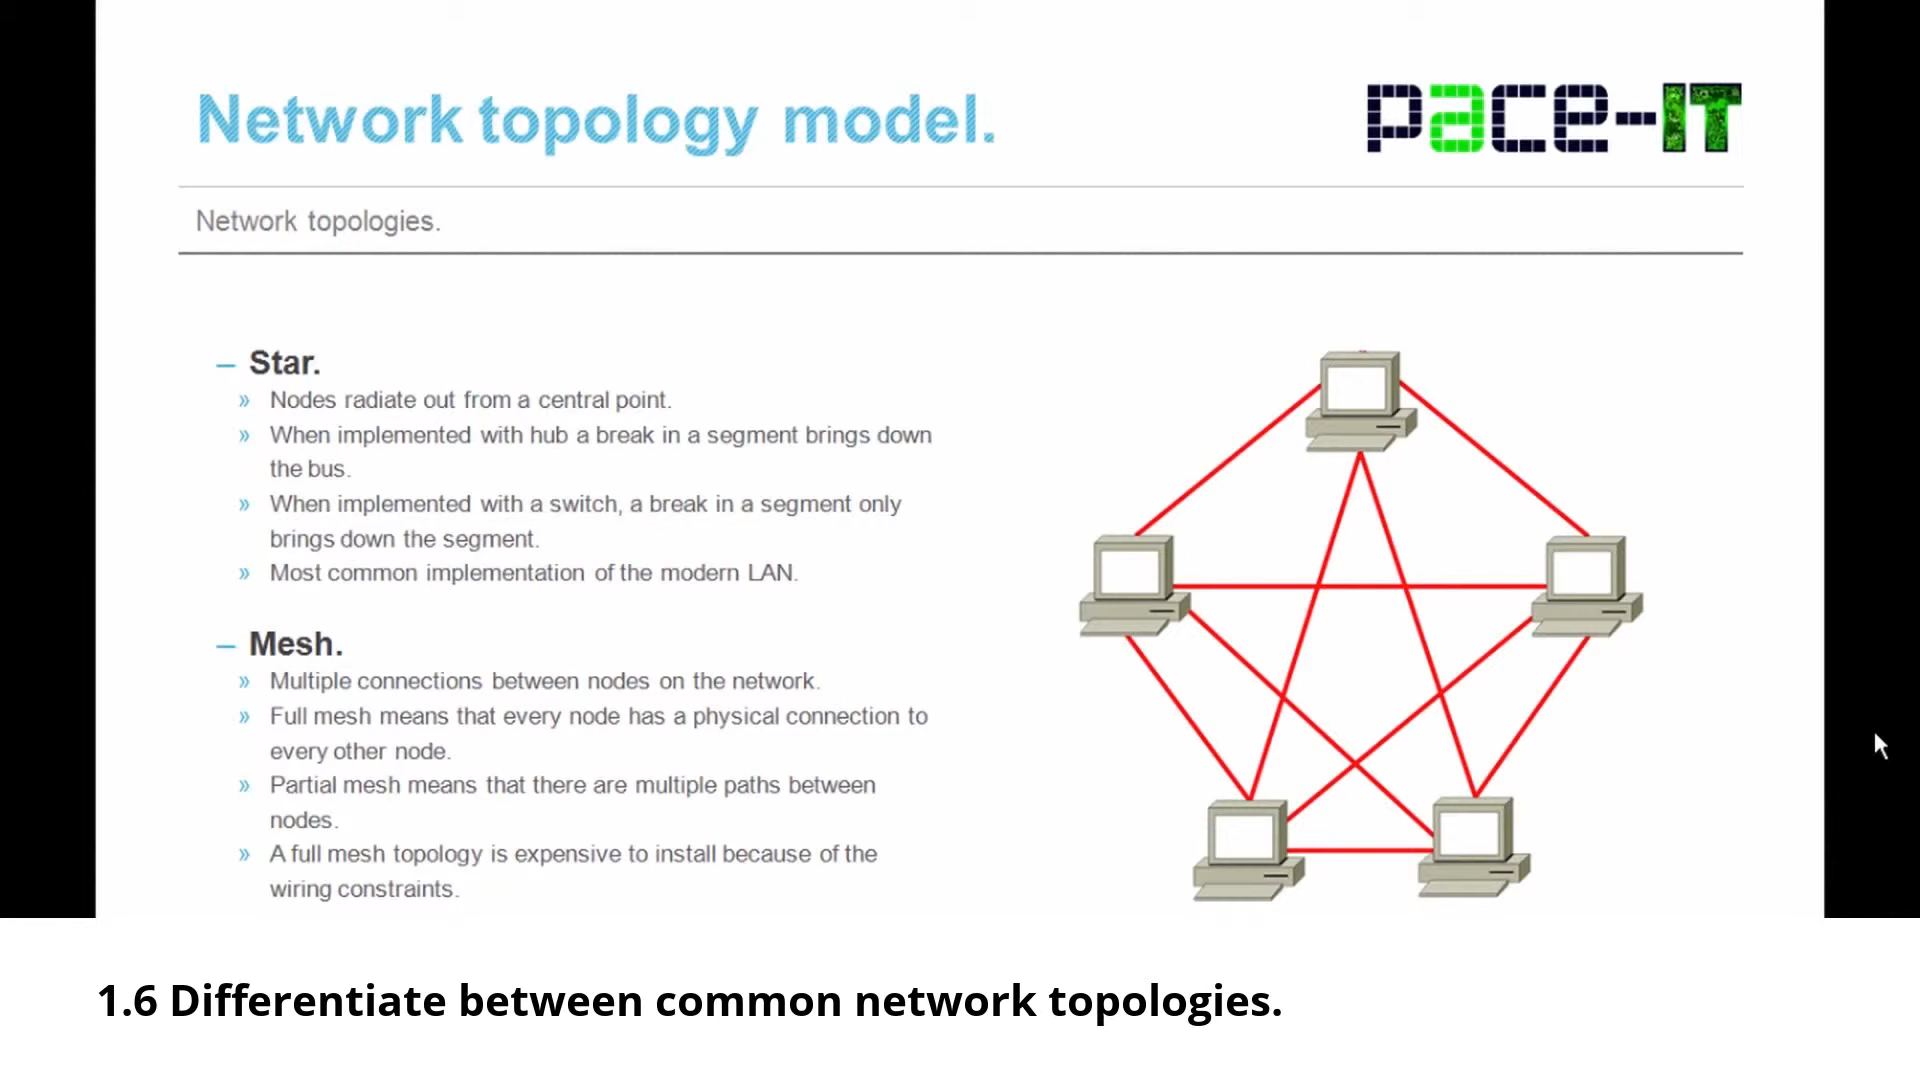 Network topology model.
pace-IT
Network topologies.
– Star.
» Nodes radiate out from a central point.
» When implemented with hub a break in a segment brings down
the bus.
» When implemented with a switch, a break in a segment only
brings down the segment.
» Most common implementation of the modern LAN.
– Mesh.
» Multiple connections between nodes on the network.
» Full mesh means that every node has a physical connection to
every other node.
» Partial mesh means that there are multiple paths between
nodes.
» A full mesh topology is expensive to install because of the
wiring constraints.
1.6 Differentiate between common network topologies.